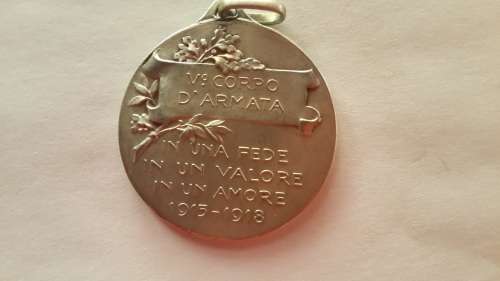 V° CORPO
D'ARMATA
IN UNA FEDE
IN UN VALORE
IN UN AMORE
1915-1918